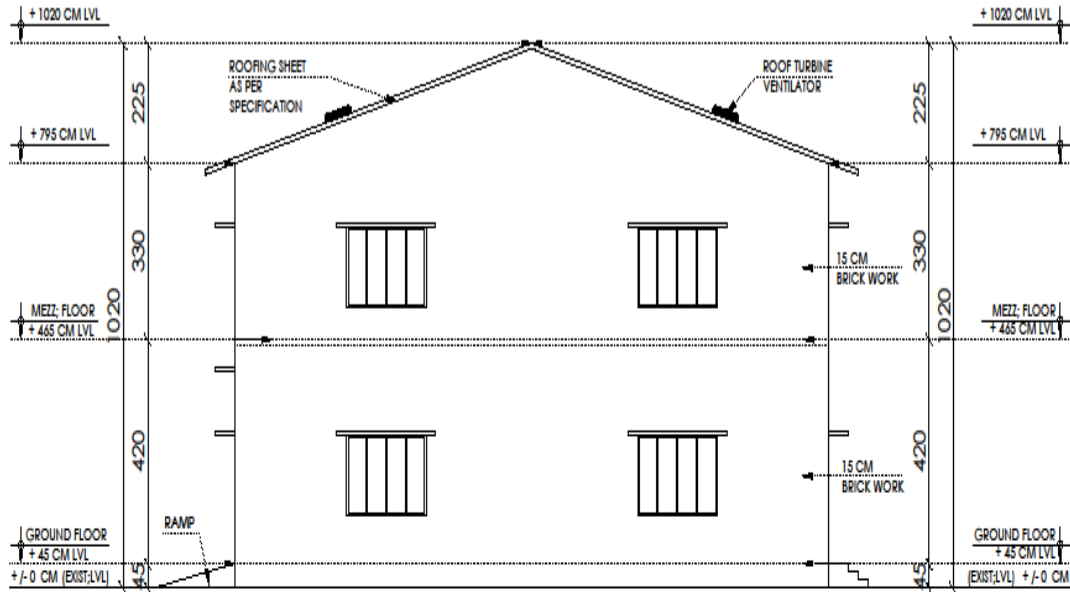 + 1020 CM LVL
+ 1020 CM LVL
ROOFING SHEET
AS PER
SPECIFICATION
ROOF TURBINE
VENTILATOR
225
225
+ 795 CM LVL
+ 795 CM LVL
330
330
15 CM
BRICK WORK
1020
1020
MEZZ; FLOOR
+ 465 CM LVL
MEZZ; FLOOR
+ 465 CM LVL
420
420
15 CM
BRICK WORK
RAMP
GROUND FLOOR
+ 45 CM LVL
GROUND FLOOR
+ 45 CM LVL
+/- 0 CM (EXIST;LVL)
45
45
(EXIST;LVL) +/- 0 CM